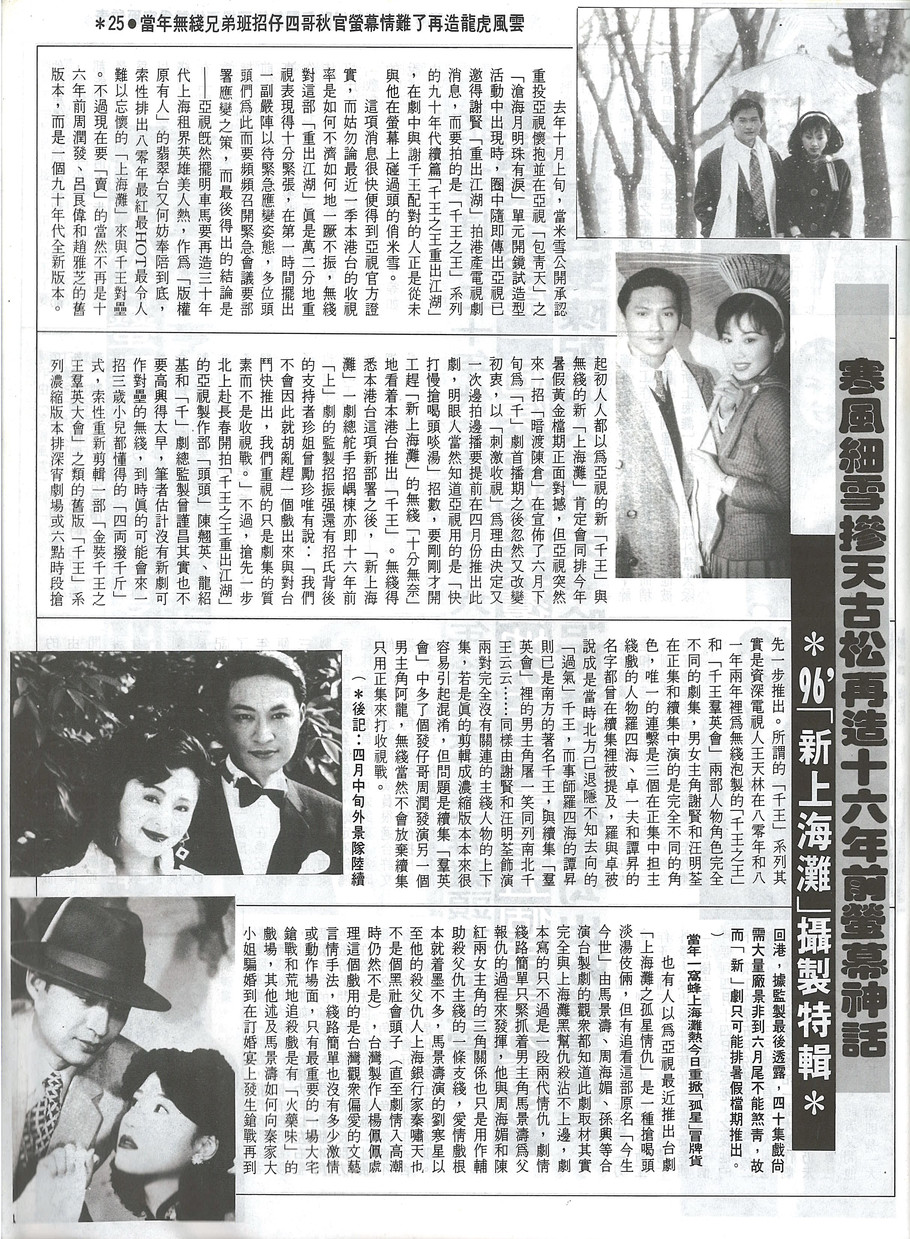 ＊25●當年無綫兄弟班招仔四哥秋官螢幕情難了再造龍虎風雲
寒風細雪摻天古松再造十六年前螢幕神話
＊96'「新上海灘」攝製特輯＊
去年十月上旬，當米雪公開承認
重投亞視懷抱並在亞視「包青天」之
「滄海月明珠有淚」單元開鏡試造型
活動中出現時，圈中隨即傳出亞視已
邀得謝賢「重出江湖」拍港產電視劇
消息，而要拍的是「千王之王」系列
的九十年代續篇「千王之王重出江湖」
，在劇中與謝千王配對的人正是從未
與他在螢幕上碰過頭的俏米雪。
這項消息很快便得到亞視官方證
實，而姑勿論最近一季本港台的收視
率是如何不濟如何地一蹶不振，無綫
對這部「重出江湖」眞是萬二分地重
視表現得十分緊張，在第一時間擺出
一副嚴陣以待緊急應變姿態，多位頭
頭們爲此而要頻頻召開緊急會議要部
署應變之策，而最後得出的結論是
——亞視旣然擺明車馬要再造三十年
代上海租界英雄美人熱，作爲「版權
原有人」的翡翠台又何妨奉陪到底，
索性排出八零年最紅最HOT最令人
難以忘懷的「上海灘」來與千王對壘
。不過現在要「賣」的當然不再是十
六年前周潤發、呂良偉和趙雅芝的舊
版本，而是一個九十年代全新版本。
起初人人都以爲亞視的新「千王」與
無綫的新「上海灘」肯定會同排今年
暑假黃金檔期正面對撼，但亞視突然
來一招「暗渡陳倉」在宣佈了六月下
旬爲「千」劇首播期之後忽然又改變
初衷，以「刺激收視」爲理由決定又
一次邊拍邊播要提前在四月份推出此
劇，明眼人當然知道亞視用的是「快
打慢搶喝頭啖湯」招數，要剛剛才開
工趕「新上海灘」的無綫「十分無奈」
地看着本港台推出「千王」。無綫得
悉本港台這項新部署之後，「新上海
灘」一劇總舵手招嵎棟亦即十六年前
「上」劇的監製招振强還有招氏背後
的支持者珍姐曾勵珍唯有說：「我們
不會因此就胡亂趕一個戲出來與對台
鬥快推出，我們重視的只是劇集的質
素而不是收視戰。」不過，搶先一步
北上赴長春開拍「千王之王重出江湖」
的亞視製作部「頭頭」陳翹英、龍紹
基和「千」劇總監製曾謹昌其實也不
要高興得太早，筆者估計沒有新劇可
作對壘的無綫，到時眞的可能會來一
招三歲小兒都懂得的「四両撥千斤」
式，索性重新剪輯一部「金裝千王之
王羣英大會」之類的舊版「千王」系
列濃縮版本排深宵劇場或六點時段搶
先一步推出。所謂的「千王」系列其
實是資深電視人王天林在八零年和八
一年兩年裡爲無綫泡製的「千王之王」
和「千王羣英會」兩部人物角色完全
不同的劇集，男女主角謝賢和汪明荃
在正集和續集中演的是完全不同的角
色，唯一的連繫是三個在正集中担主
綫戲的人物羅四海、卓一夫和譚昇的
名字都曾在續集裡被提及，羅與卓被
說成是當時北方已退隱不知去向的
「過氣」千王，而事師羅四海的譚昇
則已是南方的著名千王，與續集「羣
英會」裡的男主角屠一笑同列南北千
王云云……同樣由謝賢和汪明荃飾演
兩對完全沒有關連的主綫人物的上下
集，若是眞的剪輯成濃縮版本本來很
容易引起混淆，但問題是續集「羣英
會」中多了個發仔哥周潤發演另一個
男主角阿龍，無綫當然不會放棄續集
只用正集來打收視戰。
（＊後記：四月中旬外景隊陸續
回港，據監製最後透露，四十集戲尙
需大量廠景非到六月尾不能煞靑，故
而「新」劇只可能排暑假檔期推出。
）
當年一窩蜂上海灘熱今日重掀「孤星」冒牌貨
也有人以爲亞視最近推出台劇
「上海灘之孤星情仇」是一種搶喝頭
淡湯伎倆，但有追看這部原名「今生
今世」由馬景濤、周海媚、孫興等合
演台製劇的觀衆都知道此劇取材其實
完全與上海灘黑幫仇殺沾不上邊，劇
本寫的只不過是一段兩代情仇，劇情
綫路簡單只緊抓着男主角馬景濤爲父
報仇的過程來發揮，他與周海媚和陳
紅兩女主角的三角關係也只是用作輔
助殺父仇主綫的一條支綫，愛情戲根
本就着墨不多，馬景濤演的劉寒星以
至他的殺父仇人上海銀行家秦嘯天也
不是個黑社會頭子（直至劇情入高潮
時仍然不是），台灣製作人楊佩佩處
理這個戲用的是台灣觀衆偏愛的文藝
言情手法，綫路簡單也沒有多少激情
或動作場面，只有最重要的一場大宅
鎗戰和荒地追殺戲是有「火藥味」的
戲場，其他述及馬景濤如何向秦家大
小姐騙婚到在訂婚宴上發生鎗戰再到